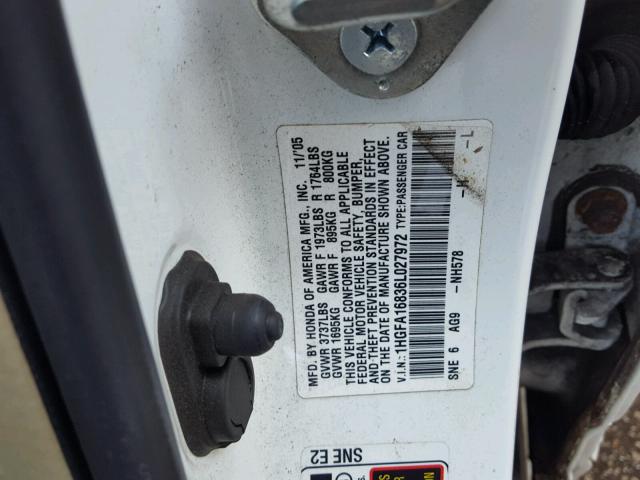 MFD. BY HONDA OF AMERICA MFG., INC. 11/'05
GVWR 3737LBS GAWR F 1973LBS R 1764LBS
GVWR 1695KG GAWR F 895KG R 800KG
THIS VEHICLE CONFORMS TO ALL APPLICABLE
FEDERAL MOTOR VEHICLE SAFETY, BUMPER,
AND THEFT PREVENTION STANDARDS IN EFFECT
ON THE DATE OF MANUFACTURE SHOWN ABOVE.
V.I.N.: 1HGFA16836L027972 TYPE:PASSENGER CAR
SNE 6 AG9 -NH578 -H -L
SNE E2